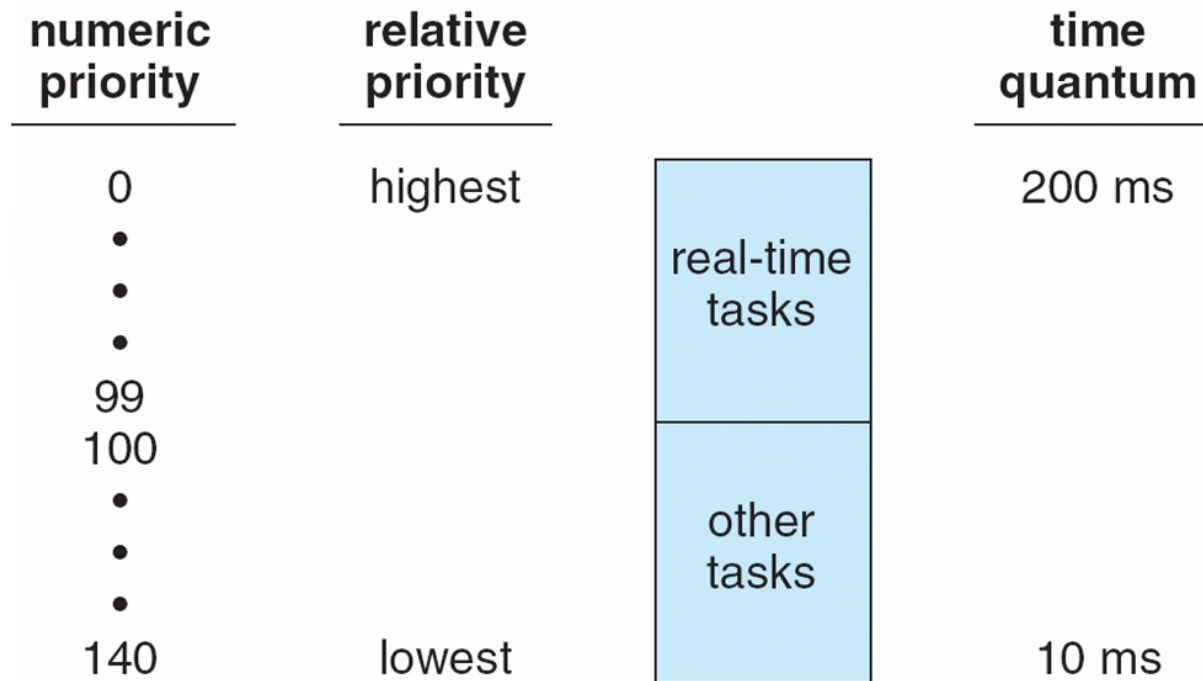 numeric relative time
priority priority quantum
0 highest 200 ms
•
real-time
•
tasks
•
99
100
•
other
•
tasks
•
140 lowest 10 ms